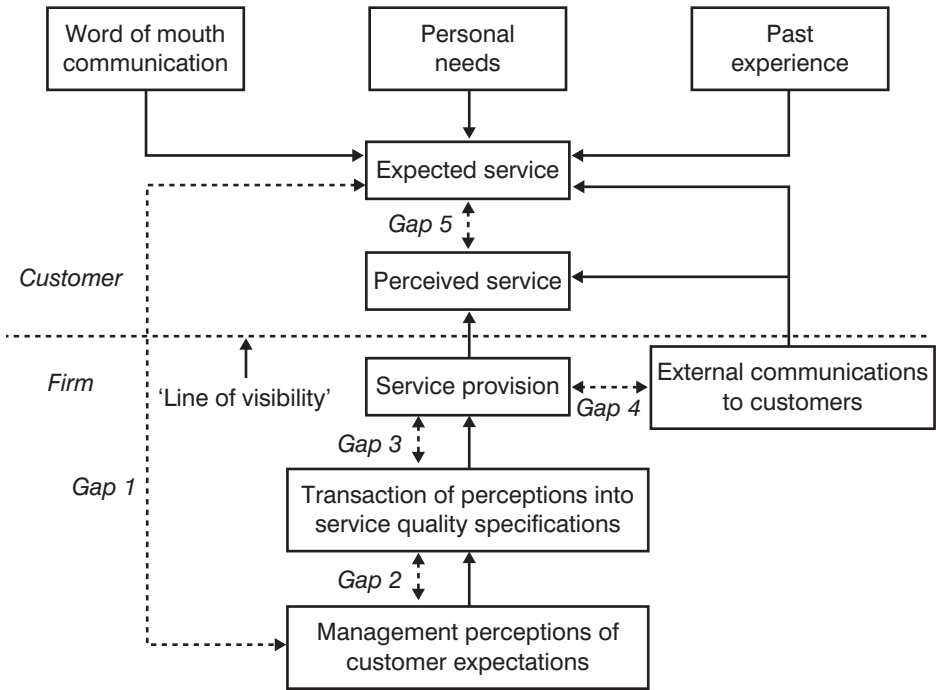 Word of mouth
communication
Personal
needs
Past
experience
Expected service
Gap 5
Customer
Perceived service
Firm
'Line of visibility'
Service provision
Gap 4
External communications
to customers
Gap 3
Gap 1
Transaction of perceptions into
service quality specifications
Gap 2
Management perceptions of
customer expectations